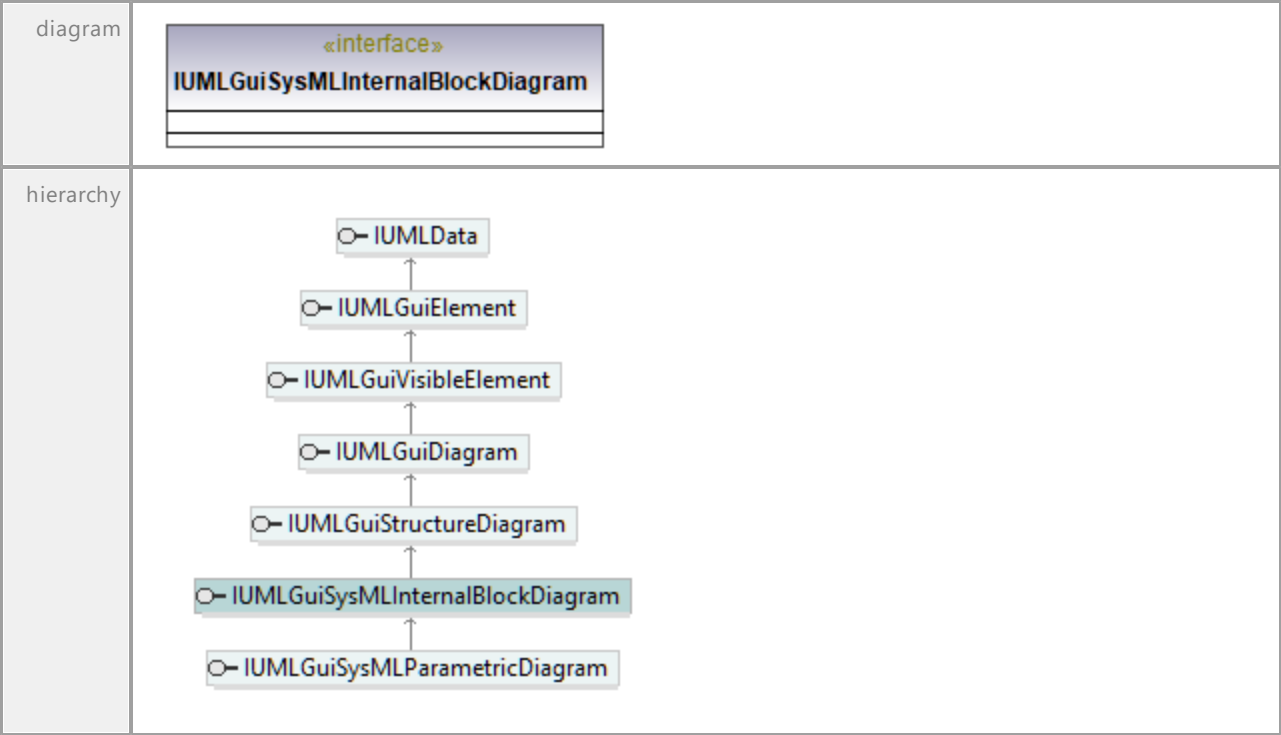 diagram
«interface»
IUMLGuiSysMLInternalBlockDiagram
hierarchy
IUMLData
IUMLGuiElement
IUMLGuiVisibleElement
IUMLGuiDiagram
IUMLGuiStructureDiagram
IUMLGuiSysMLInternalBlockDiagram
IUMLGuiSysMLParametricDiagram